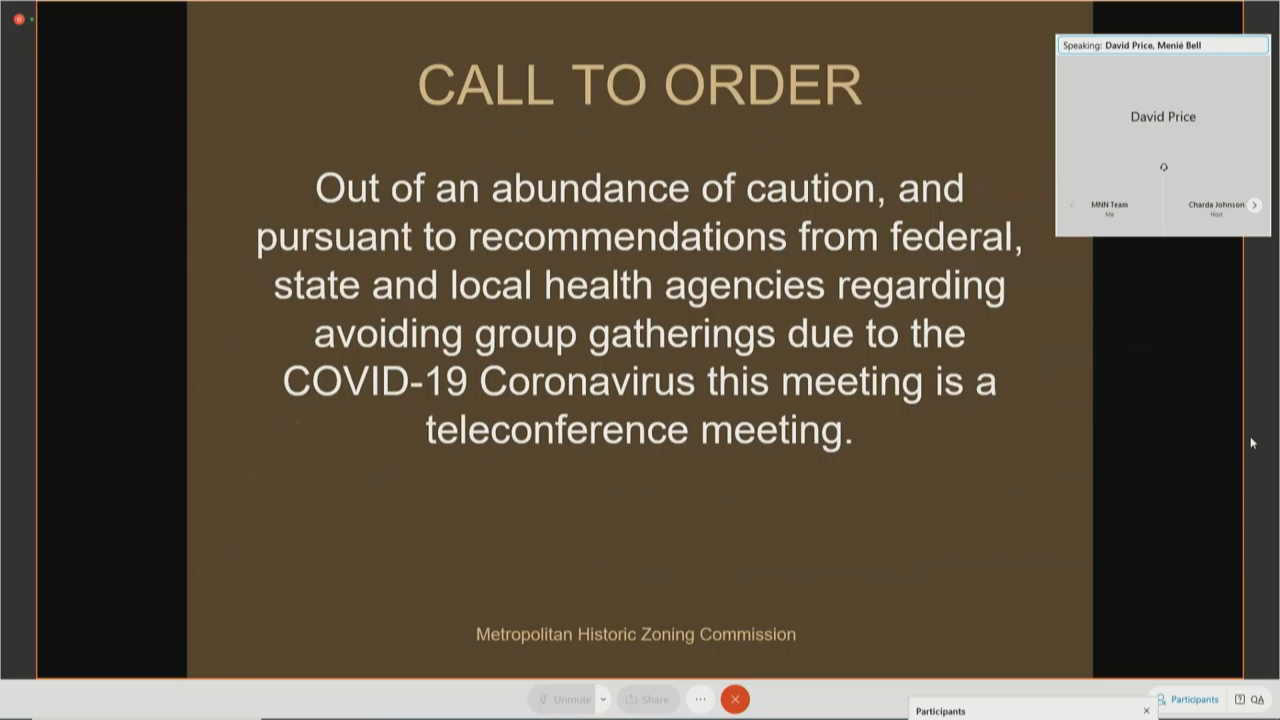 CALL TO ORDER
Out of an abundance of caution, and
pursuant to recommendations from federal,
state and local health agencies regarding
avoiding group gatherings due to the
COVID-19 Coronavirus this meeting is a
teleconference meeting.
Metropolitan Historic Zoning Commission
Speaking: David Price, Menié Bell
David Price
MNN Team
Me
Charda Johnson
Host
Unmute
Share
Participants
Q&A
Participants